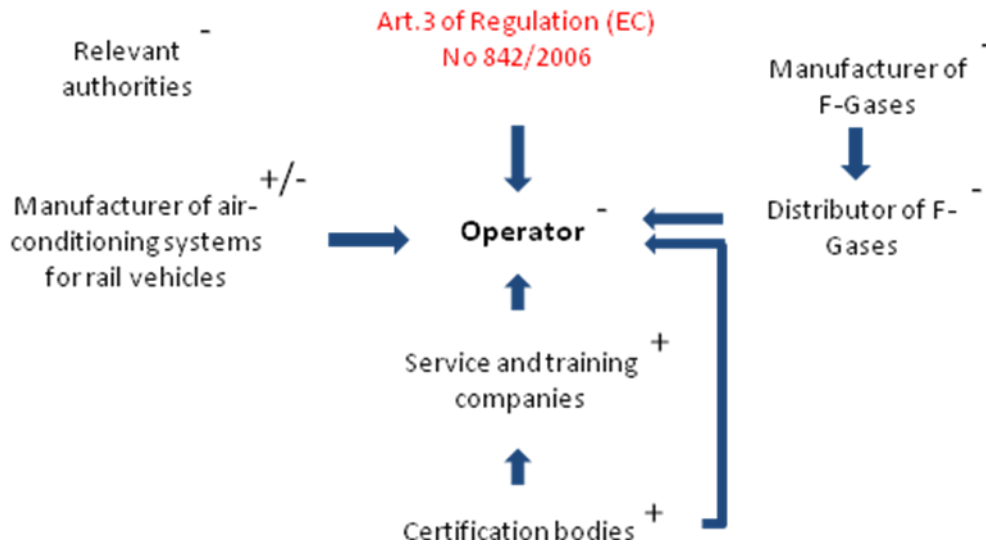 Art.3 of Regulation (EC)
No 842/2006
Relevant -
authorities
Manufacturer of -
F-Gases
+/-
Manufacturer of air-
conditioning systems
for rail vehicles
Operator -
Distributor of F- -
Gases
Service and training +
companies
Certification bodies +